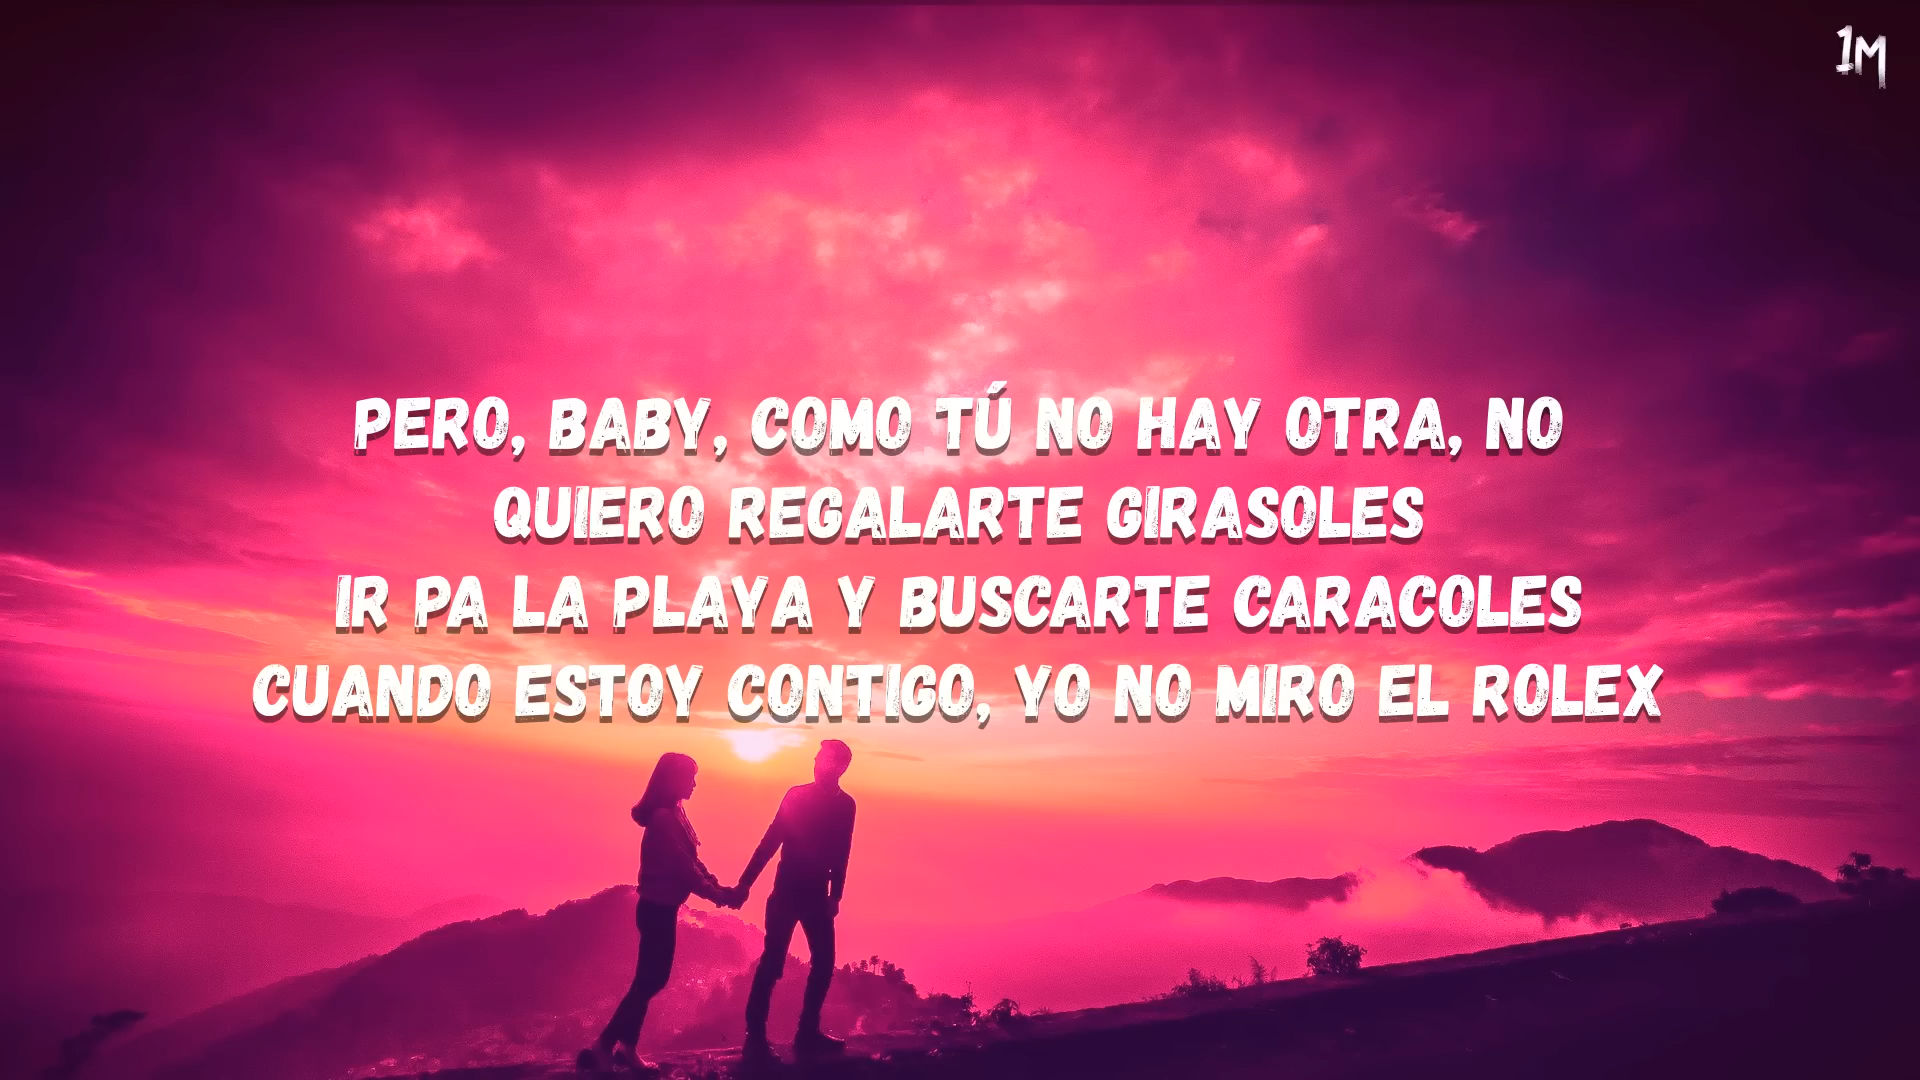 1M
PERO, BABY, COMO TÚ NO HAY OTRA, NO
QUIERO REGALARTE GIRASOLES
IR PA LA PLAYA Y BUSCARTE CARACOLES
CUANDO ESTOY CONTIGO, YO NO MIRO EL ROLEX